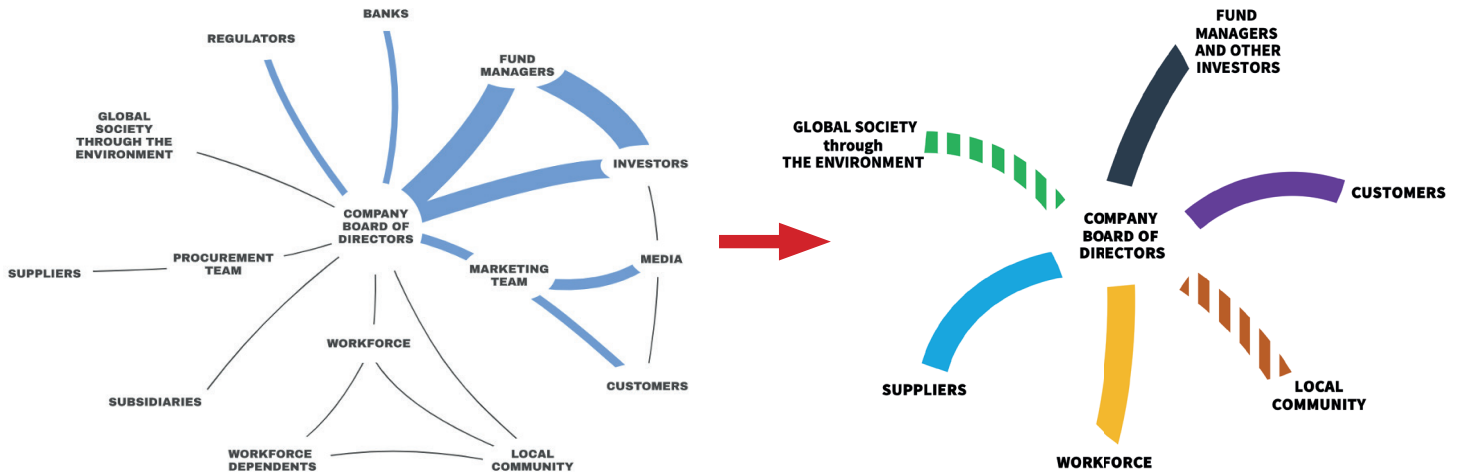 BANKS
REGULATORS
FUND
MANAGERS
GLOBAL
SOCIETY
THROUGH THE
ENVIRONMENT
INVESTORS
COMPANY
BOARD OF
DIRECTORS
PROCUREMENT
TEAM
SUPPLIERS
MARKETING
TEAM
MEDIA
WORKFORCE
CUSTOMERS
SUBSIDIARIES
WORKFORCE
DEPENDENTS
LOCAL
COMMUNITY
FUND
MANAGERS
AND OTHER
INVESTORS
GLOBAL SOCIETY
through
THE ENVIRONMENT
CUSTOMERS
COMPANY
BOARD OF
DIRECTORS
SUPPLIERS
LOCAL
COMMUNITY
WORKFORCE